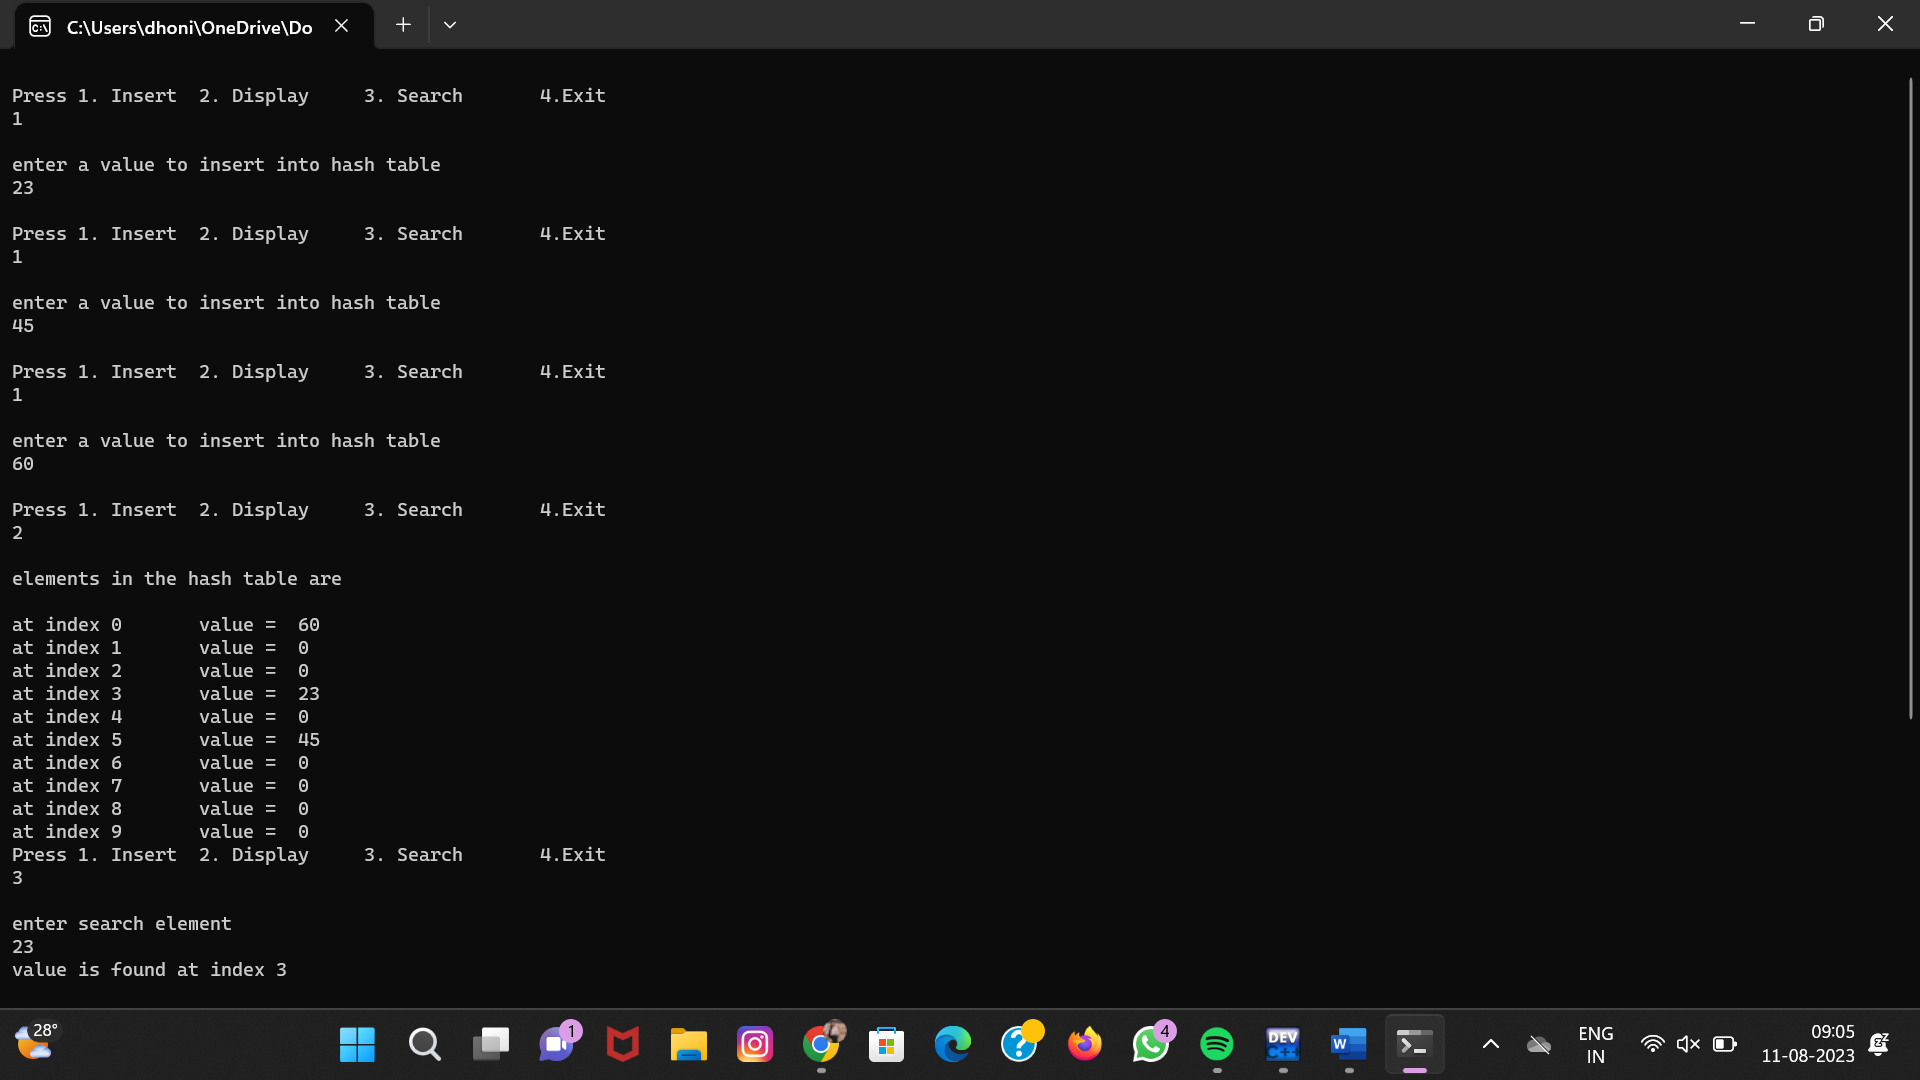 C:\Users\dhoni\OneDrive\Do
Press 1. Insert  2. Display     3. Search       4.Exit
1
enter a value to insert into hash table
23
Press 1. Insert  2. Display     3. Search       4.Exit
1
enter a value to insert into hash table
45
Press 1. Insert  2. Display     3. Search       4.Exit
1
enter a value to insert into hash table
60
Press 1. Insert  2. Display     3. Search       4.Exit
2
elements in the hash table are
at index 0       value =  60
at index 1       value =  0
at index 2       value =  0
at index 3       value =  23
at index 4       value =  0
at index 5       value =  45
at index 6       value =  0
at index 7       value =  0
at index 8       value =  0
at index 9       value =  0
Press 1. Insert  2. Display     3. Search       4.Exit
3
enter search element
23
value is found at index 3
28°
1
4
DEV
C++
W
ENG
IN
09:05
11-08-2023